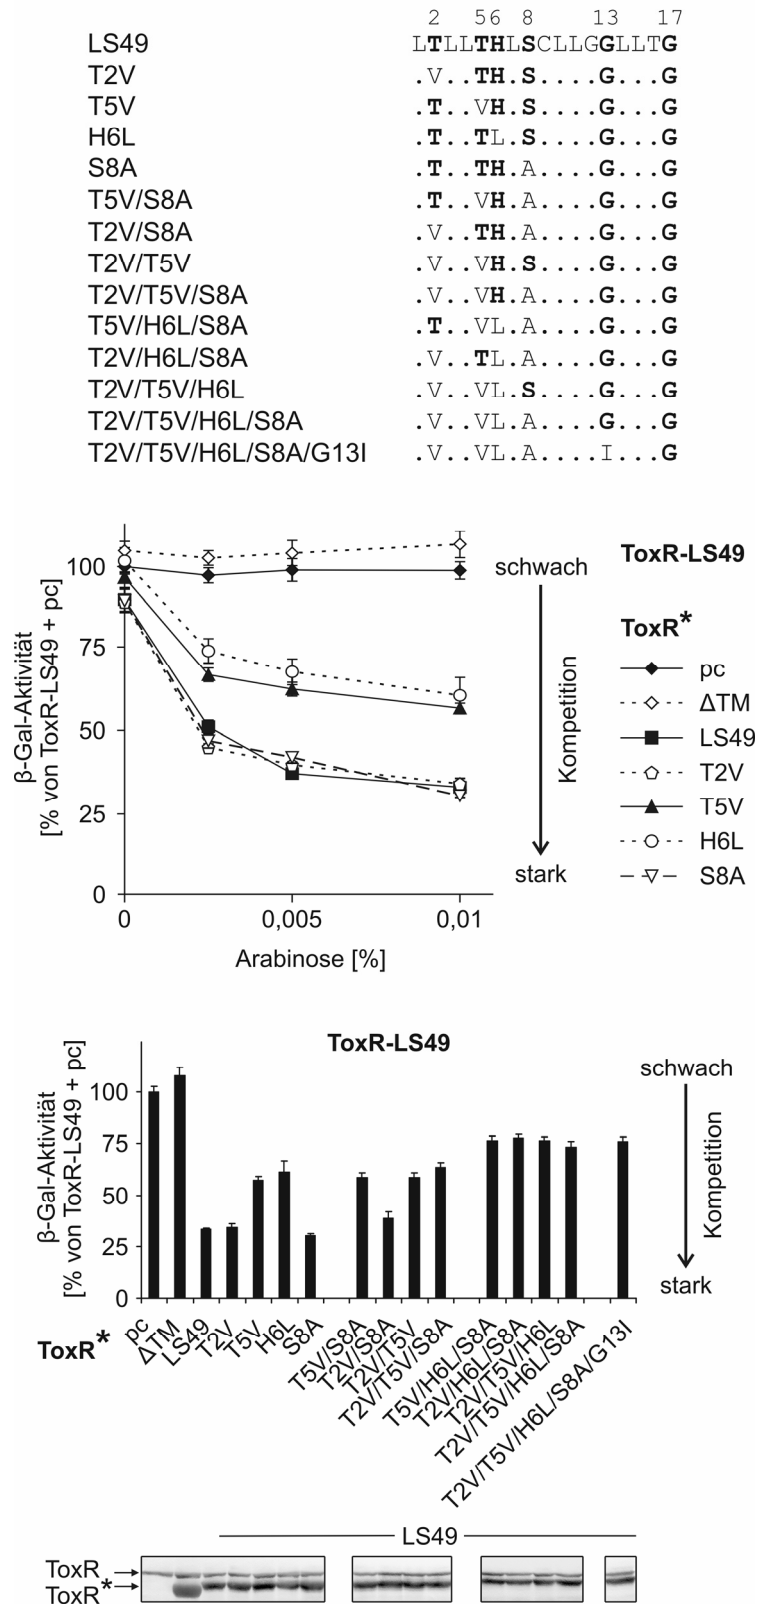 2 56 8 13 17
LS49 LTLLTHLSCLLGGLLTG
T2V .V..TH.S....G...G
T5V .T..VH.S....G...G
H6L .T..TL.S....G...G
S8A .T..TH.A....G...G
T5V/S8A .T..VH.A....G...G
T2V/S8A .V..TH.A....G...G
T2V/T5V .V..VH.S....G...G
T2V/T5V/S8A .V..VH.A....G...G
T5V/H6L/S8A .T..VL.A....G...G
T2V/H6L/S8A .V..TL.A....G...G
T2V/T5V/H6L .V..VL.S....G...G
T2V/T5V/H6L/S8A .V..VL.A....G...G
T2V/T5V/H6L/S8A/G13I .V..VL.A....I...G
β-Gal-Aktivität
[% von ToxR-LS49 + pc]
100
75
50
25
0
0 0,005 0,01
Arabinose [%]
schwach
Kompetition
stark
ToxR-LS49
ToxR*
pc
ΔTM
LS49
T2V
T5V
H6L
S8A
ToxR-LS49
β-Gal-Aktivität
[% von ToxR-LS49 + pc]
100
75
50
25
0
schwach
Kompetition
stark
ToxR*
pc
ΔTM
LS49
T2V
T5V
H6L
S8A
T5V/S8A
T2V/S8A
T2V/T5V
T2V/T5V/S8A
T5V/H6L/S8A
T2V/H6L/S8A
T2V/T5V/H6L
T2V/T5V/H6L/S8A
T2V/T5V/H6L/S8A/G13I
LS49
ToxR
ToxR*